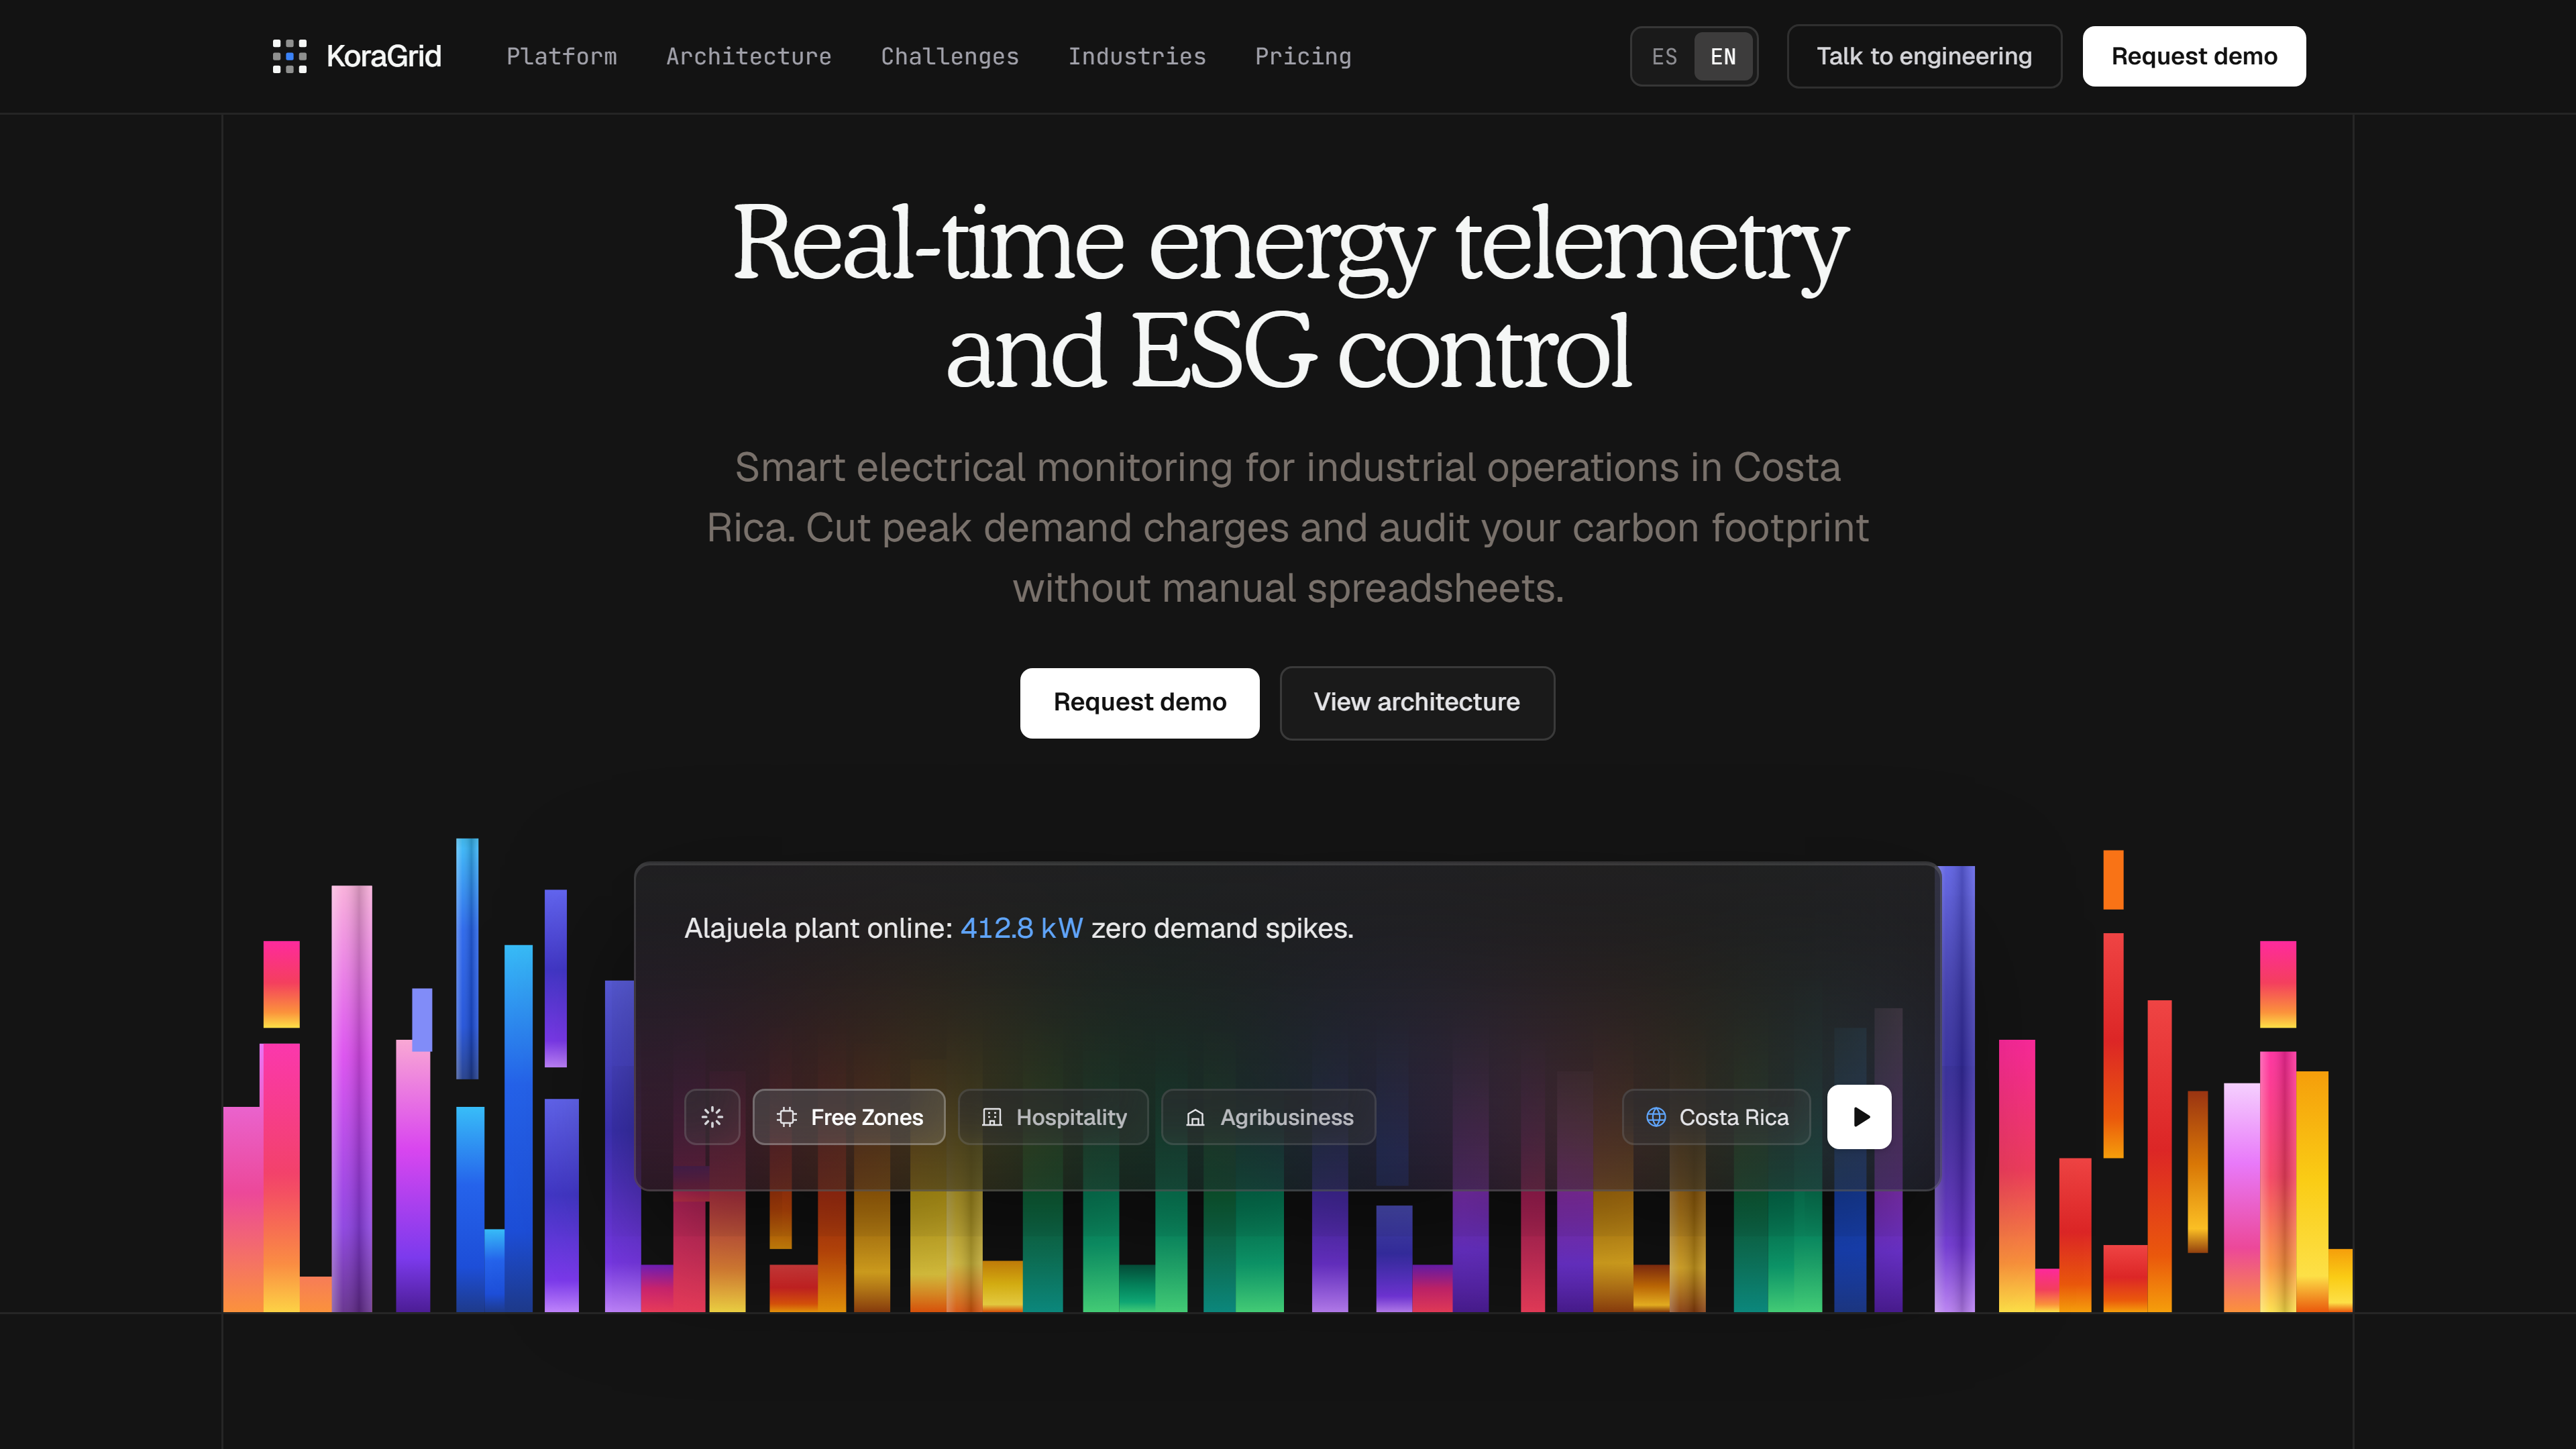 KoraGrid
Platform
Architecture
Challenges
Industries
Pricing
ES
EN
Talk to engineering
Request demo
Real-time energy telemetry
and ESG control
Smart electrical monitoring for industrial operations in Costa
Rica. Cut peak demand charges and audit your carbon footprint
without manual spreadsheets.
Request demo
View architecture
Alajuela plant online: 412.8 kW zero demand spikes.
Free Zones
Hospitality
Agribusiness
Costa Rica